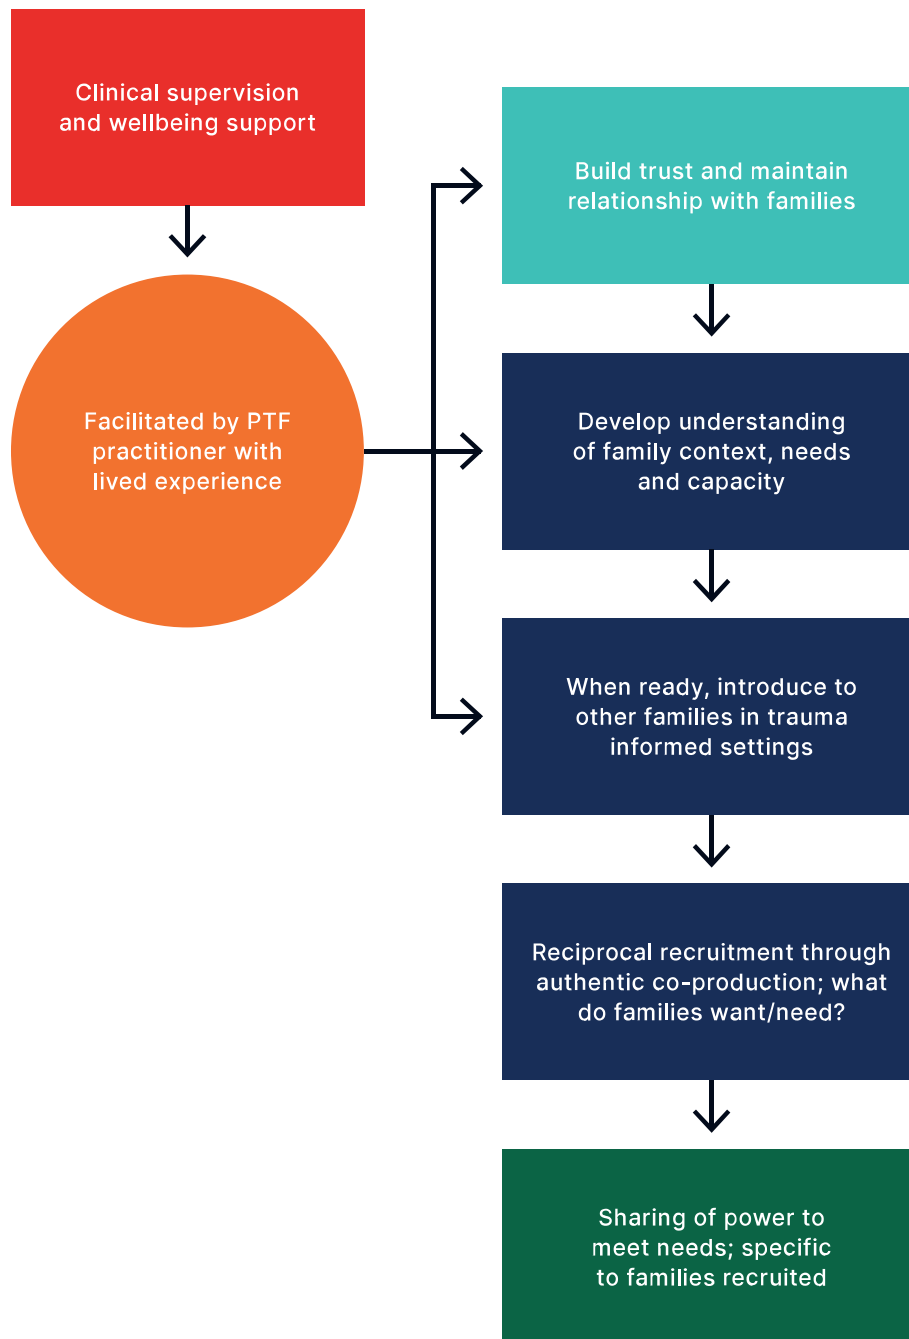 Clinical supervision
and wellbeing support
Facilitated by PTF
practitioner with
lived experience
Build trust and maintain
relationship with families
Develop understanding
of family context, needs
and capacity
When ready, introduce to
other families in trauma
informed settings
Reciprocal recruitment through
authentic co-production; what
do families want/need?
Sharing of power to
meet needs; specific
to families recruited